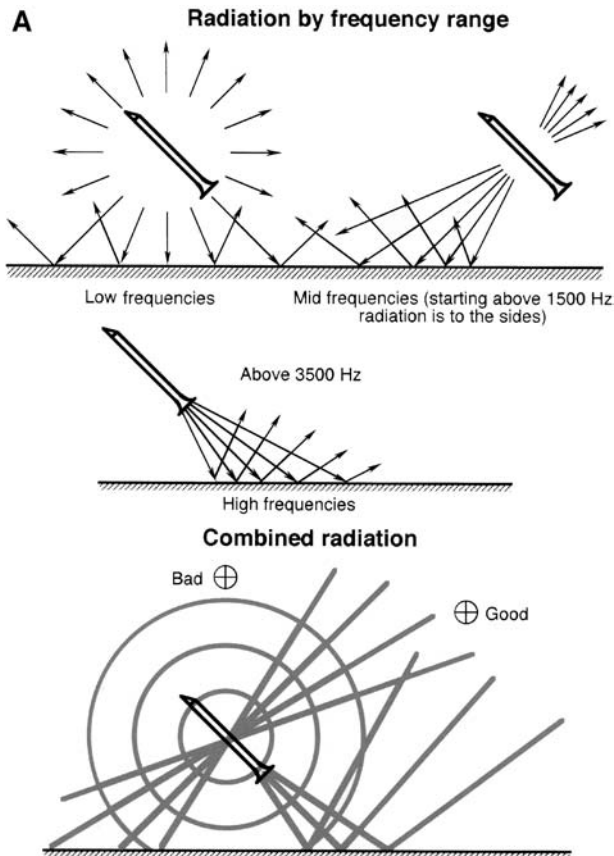 A
Radiation by frequency range
Low frequencies
Mid frequencies (starting above 1500 Hz
radiation is to the sides)
Above 3500 Hz
High frequencies
Combined radiation
Bad
Good